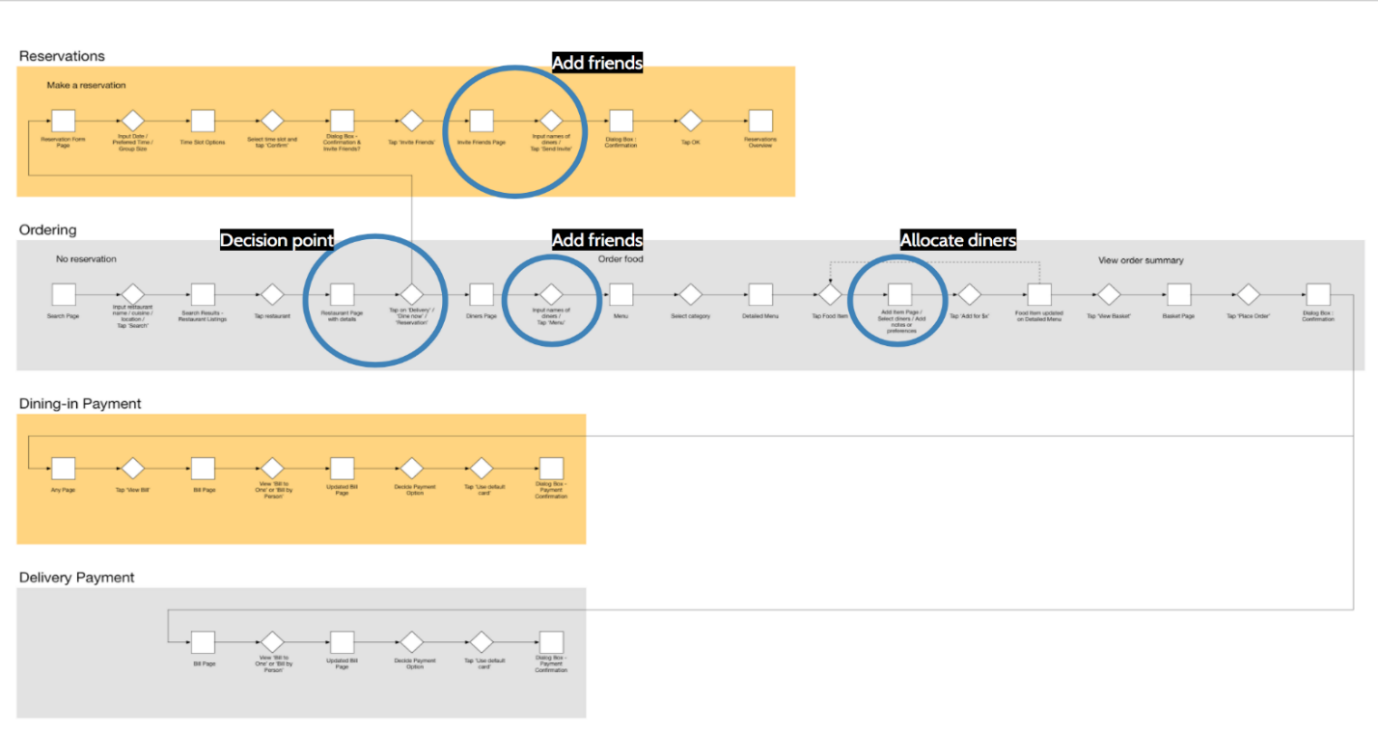 Reservations
Add friends
Make a reservation
Reservation Form
Page
Input Date /
Preferred Time /
Group Size
Time Slot Options
Select time slot and
tap 'Confirm'
Dialog Box -
Confirmation &
Invite Friends?
Tap 'Invite Friends'
Invite Friends Page
Input names of
diners /
Tap 'Send Invite'
Dialog Box :
Confirmation
Tap OK
Reservations
Overview
Ordering
Decision point
Add friends
Allocate diners
No reservation
Order food
View order summary
Search Page
Input restaurant
name / cuisine /
location /
Tap 'Search'
Search Results -
Restaurant Listings
Tap restaurant
Restaurant Page
with details
Tap on 'Delivery' /
'Dine now' /
'Reservation'
Diners Page
Input names of
diners /
Tap 'Menu'
Menu
Select category
Detailed Menu
Tap Food Item
Add Item Page /
Select diners / Add
notes or
preferences
Tap 'Add for $x'
Food Item updated
on Detailed Menu
Tap 'View Basket'
Basket Page
Tap 'Place Order'
Dialog Box :
Confirmation
Dining-in Payment
Any Page
Tap 'View Bill'
Bill Page
View 'Bill to
One' or 'Bill by
Person'
Updated Bill
Page
Decide Payment
Option
Tap 'Use default
card'
Dialog Box -
Payment
Confirmation
Delivery Payment
Bill Page
View 'Bill to
One' or 'Bill by
Person'
Updated Bill
Page
Decide Payment
Option
Tap 'Use default
card'
Dialog Box -
Payment
Confirmation